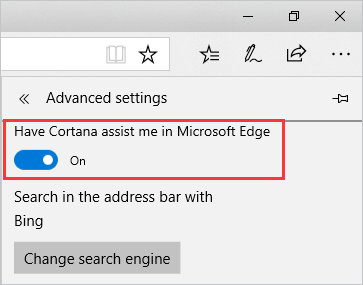 Advanced settings
Have Cortana assist me in Microsoft Edge
On
Search in the address bar with
Bing
Change search engine